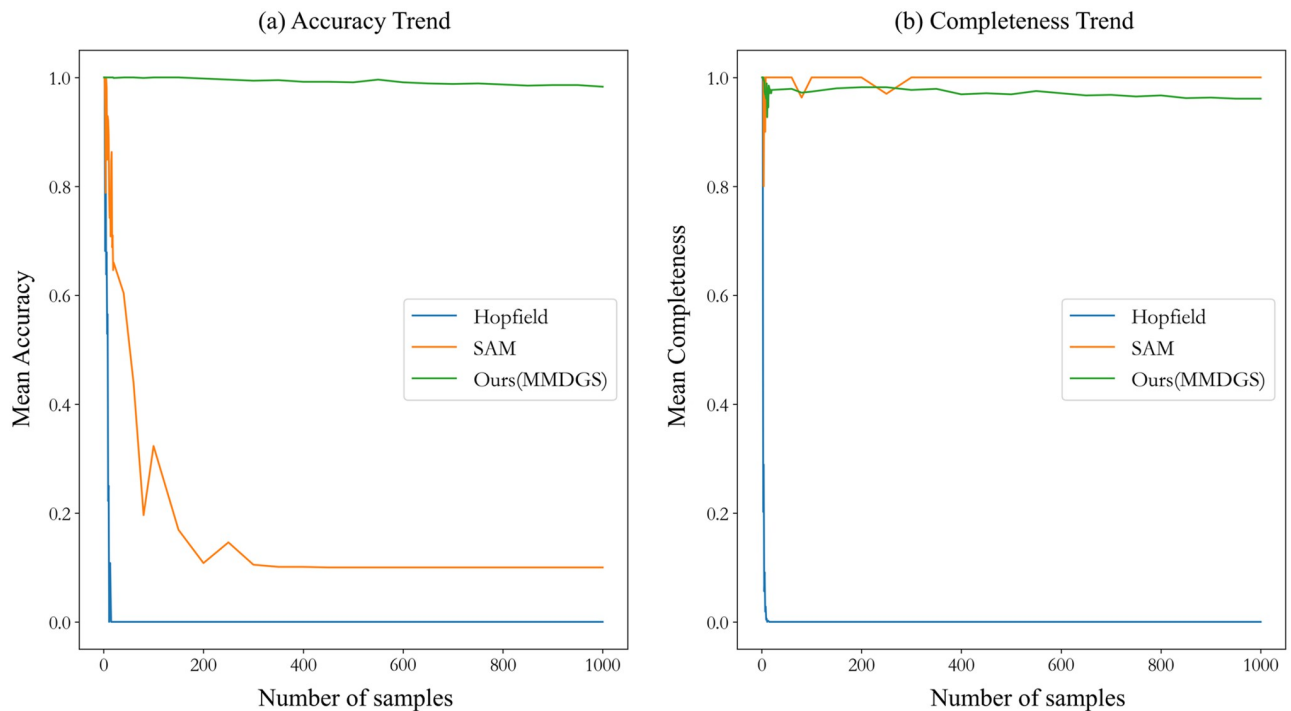 (a) Accuracy Trend
Mean Accuracy
1.0
0.8
0.6
0.4
0.2
0.0
Hopfield
SAM
Ours(MMDGS)
0
200
400
600
800
1000
Number of samples
(b) Completeness Trend
Mean Completeness
1.0
0.8
0.6
0.4
0.2
0.0
Hopfield
SAM
Ours(MMDGS)
0
200
400
600
800
1000
Number of samples